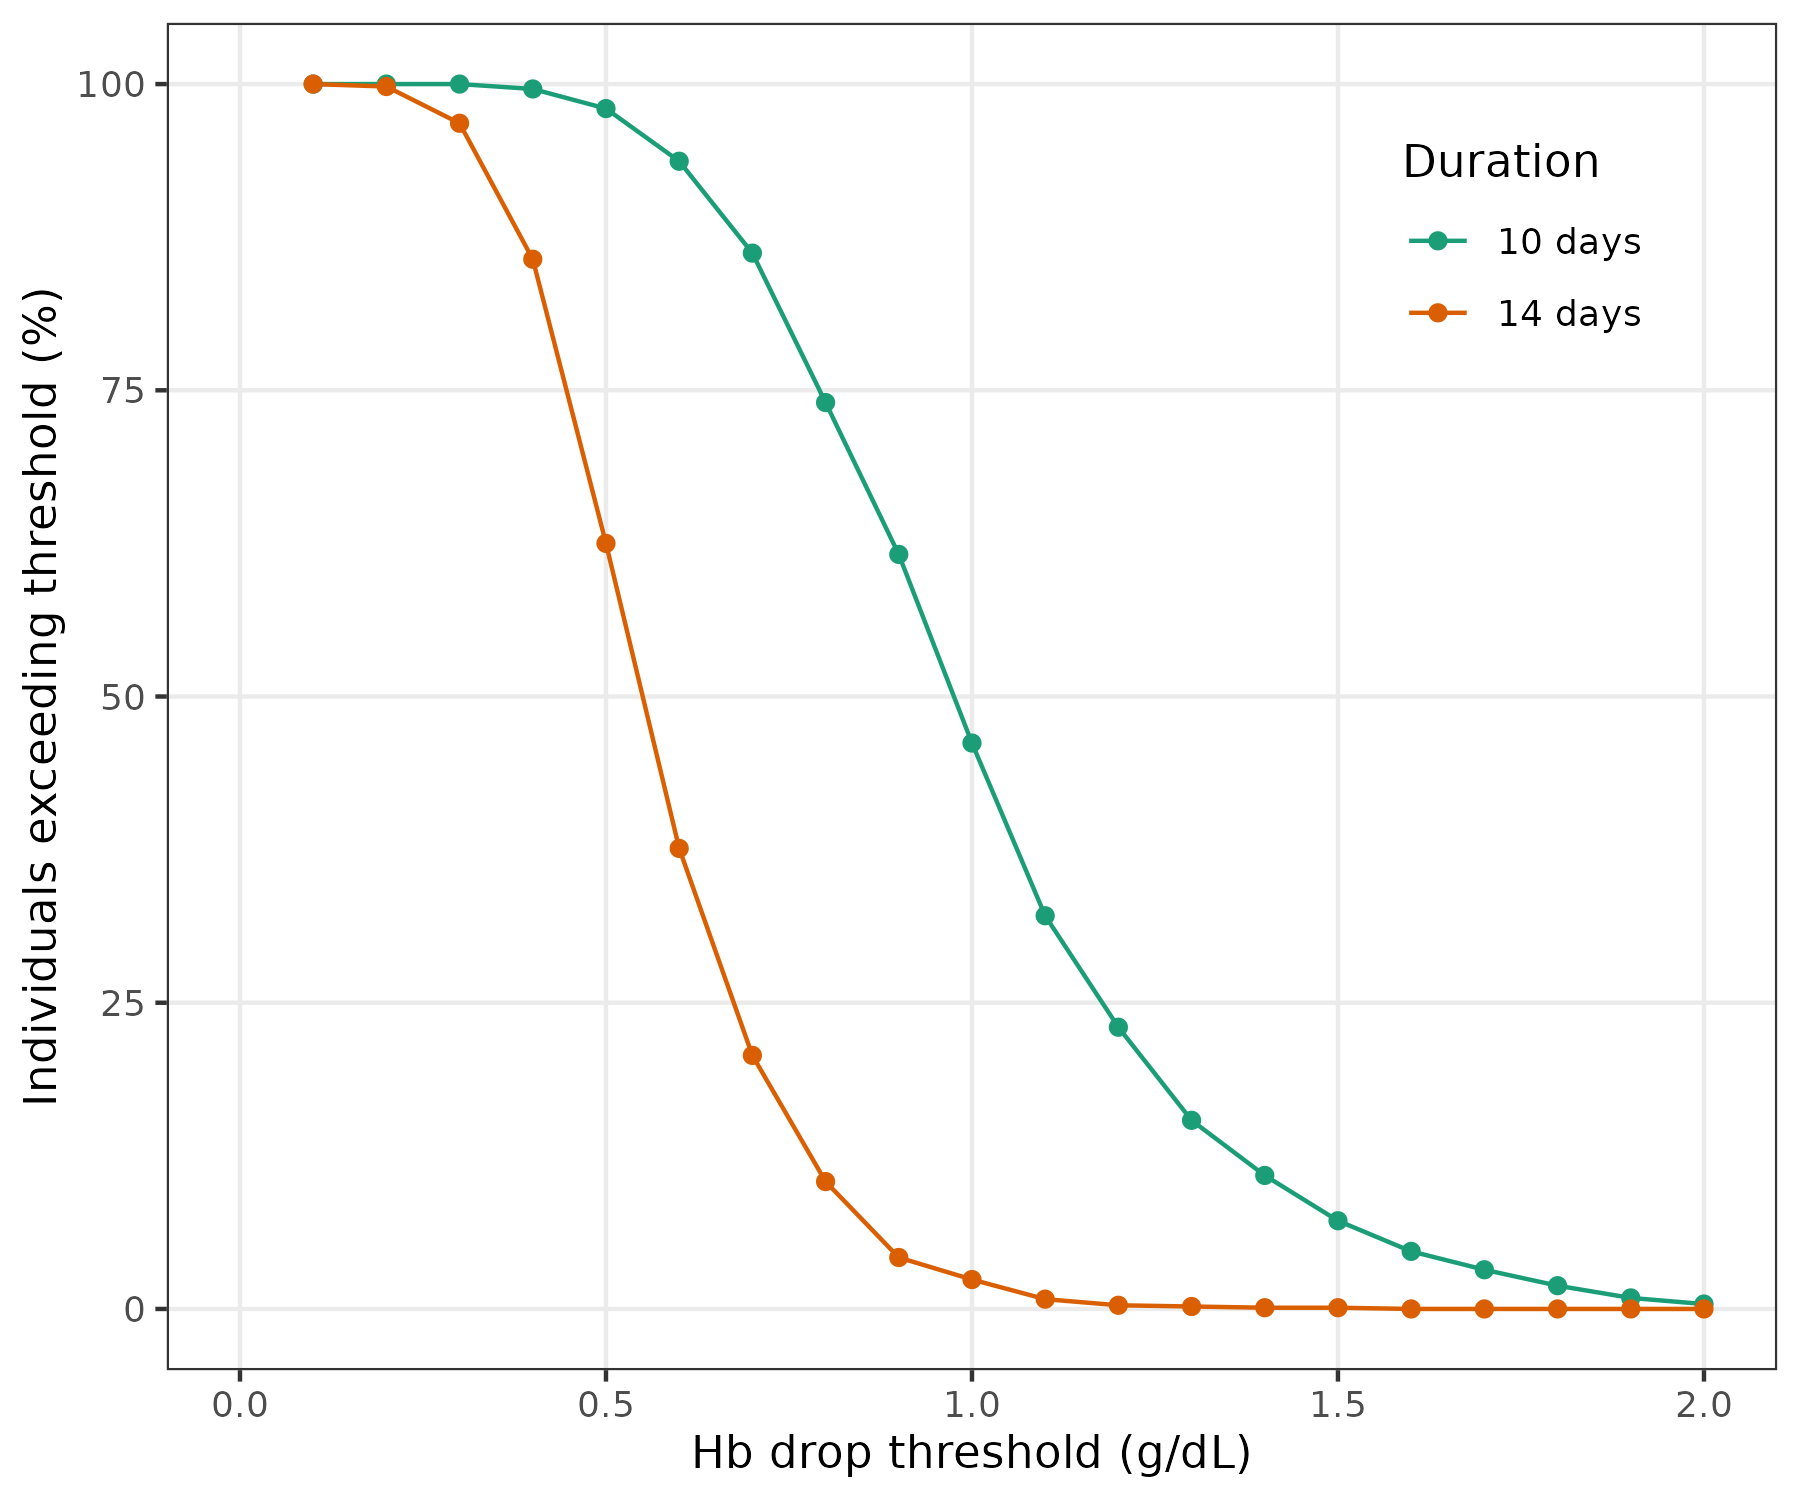 Duration
10 days
14 days
Individuals exceeding threshold (%)
100
75
50
25
0
0.0 0.5 1.0 1.5 2.0
Hb drop threshold (g/dL)